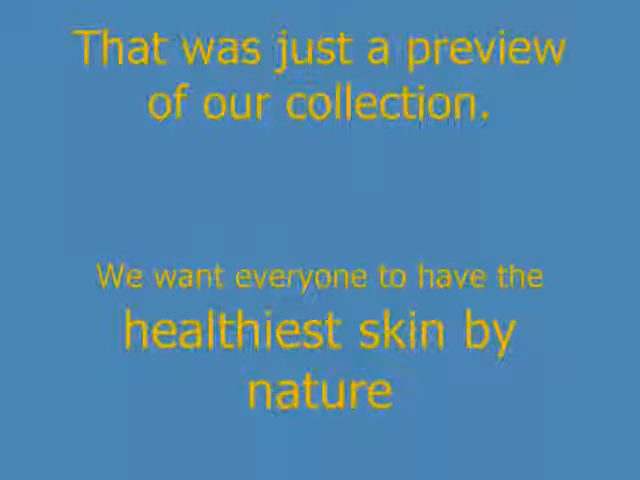 That was just a preview
of our collection.
We want everyone to have the
healthiest skin by
nature